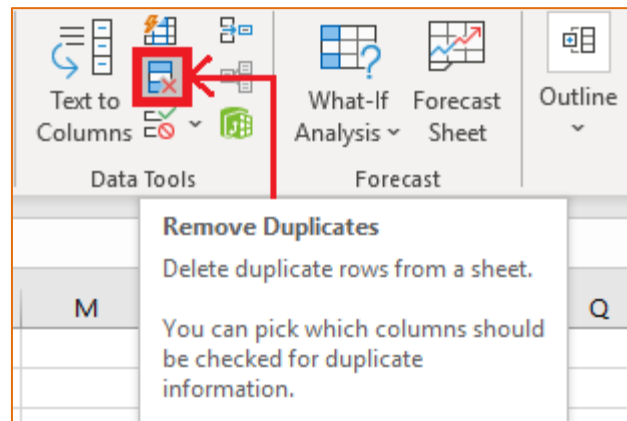 Text to
Columns
What-If
Analysis
Forecast
Sheet
Outline
Data Tools
Forecast
Remove Duplicates
Delete duplicate rows from a sheet.
M
Q
You can pick which columns should
be checked for duplicate
information.